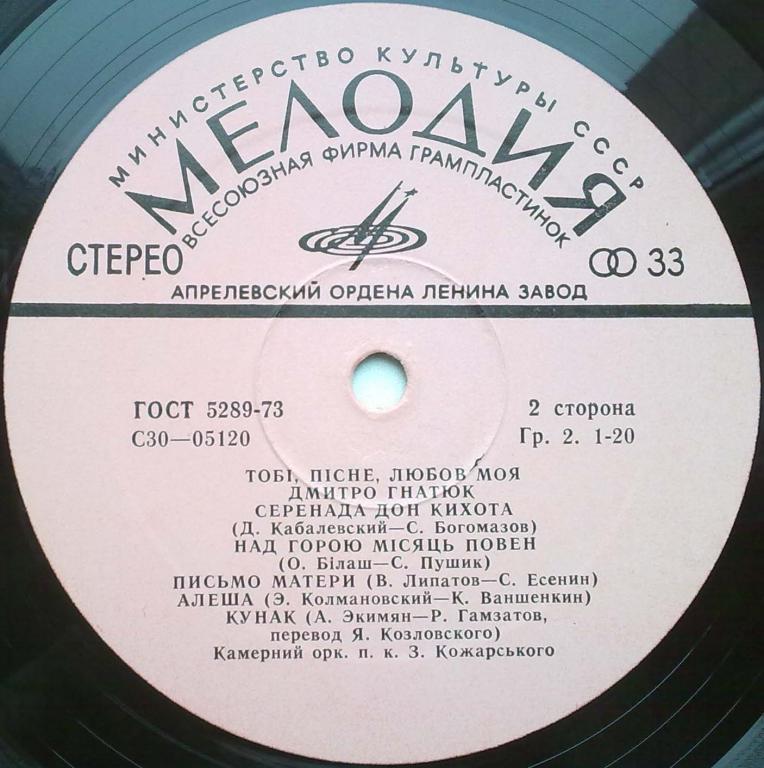 МИНИСТЕРСТВО КУЛЬТУРЫ СССР
МЕЛОДИЯ
ВСЕСОЮЗНАЯ ФИРМА ГРАМПЛАСТИНОК
СТЕРЕО 33
АПРЕЛЕВСКИЙ ОРДЕНА ЛЕНИНА ЗАВОД
ГОСТ 5289-73 2 сторона
С30—05120 Гр. 2. 1-20
ТОБІ, ПІСНЕ, ЛЮБОВ МОЯ
ДМИТРО ГНАТЮК
СЕРЕНАДА ДОН КИХОТА
(Д. Кабалевский—С. Богомазов)
НАД ГОРОЮ МІСЯЦЬ ПОВЕН
(О. Білаш—С. Пушик)
ПИСЬМО МАТЕРИ (В. Липатов—С. Есенин)
АЛЕША (Э. Колмановский—К. Ваншенкин)
КУНАК (А. Экимян—Р. Гамзатов,
перевод Я. Козловского)
Камерний орк. п. к. З. Кожарського